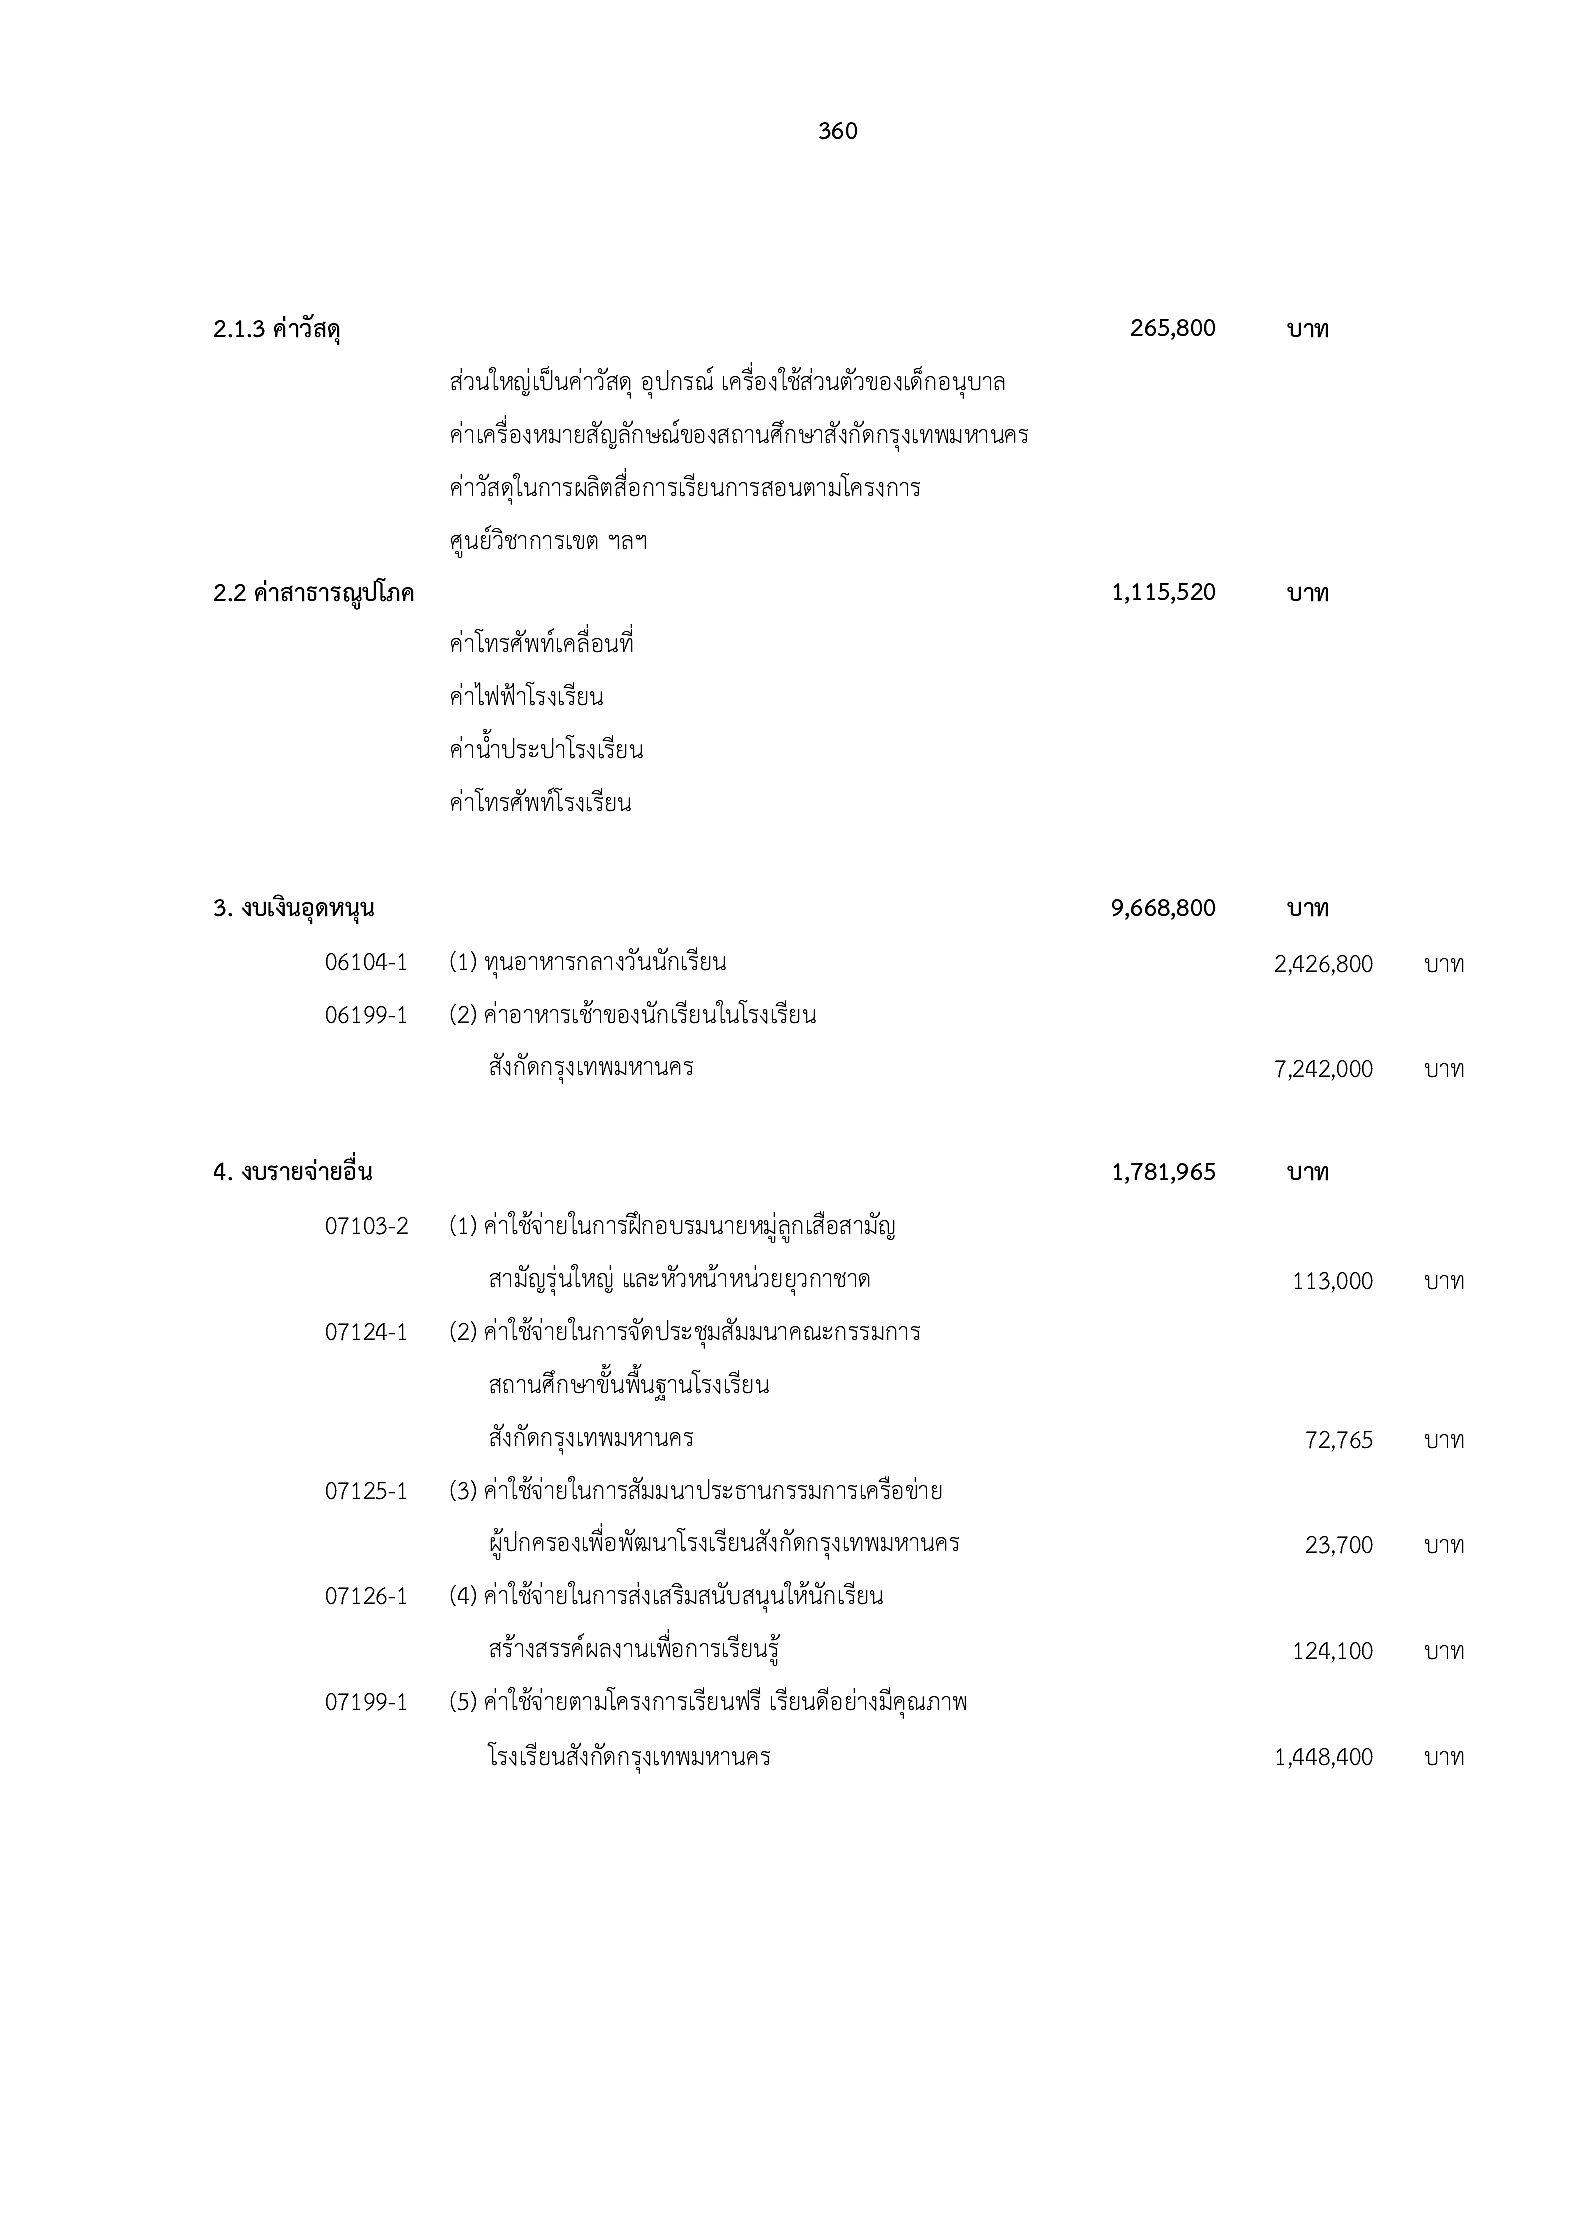 360
2.1.3 ค่าวัสดุ 265,800 บาท
ส่วนใหญ่เป็นค่าวัสดุ อุปกรณ์ เครื่องใช้ส่วนตัวของเด็กอนุบาล
ค่าเครื่องหมายสัญลักษณ์ของสถานศึกษาสังกัดกรุงเทพมหานคร
ค่าวัสดุในการผลิตสื่อการเรียนการสอนตามโครงการ
ศูนย์วิชาการเขต ฯลฯ
2.2 ค่าสาธารณูปโภค 1,115,520 บาท
ค่าโทรศัพท์เคลื่อนที่
ค่าไฟฟ้าโรงเรียน
ค่าน้ำประปาโรงเรียน
ค่าโทรศัพท์โรงเรียน
3. งบเงินอุดหนุน 9,668,800 บาท
06104-1 (1) ทุนอาหารกลางวันนักเรียน 2,426,800 บาท
06199-1 (2) ค่าอาหารเช้าของนักเรียนในโรงเรียน
สังกัดกรุงเทพมหานคร 7,242,000 บาท
4. งบรายจ่ายอื่น 1,781,965 บาท
07103-2 (1) ค่าใช้จ่ายในการฝึกอบรมนายหมู่ลูกเสือสามัญ
สามัญรุ่นใหญ่ และหัวหน้าหน่วยยุวกาชาด 113,000 บาท
07124-1 (2) ค่าใช้จ่ายในการจัดประชุมสัมมนาคณะกรรมการ
สถานศึกษาขั้นพื้นฐานโรงเรียน
สังกัดกรุงเทพมหานคร 72,765 บาท
07125-1 (3) ค่าใช้จ่ายในการสัมมนาประธานกรรมการเครือข่าย
ผู้ปกครองเพื่อพัฒนาโรงเรียนสังกัดกรุงเทพมหานคร 23,700 บาท
07126-1 (4) ค่าใช้จ่ายในการส่งเสริมสนับสนุนให้นักเรียน
สร้างสรรค์ผลงานเพื่อการเรียนรู้ 124,100 บาท
07199-1 (5) ค่าใช้จ่ายตามโครงการเรียนฟรี เรียนดีอย่างมีคุณภาพ
โรงเรียนสังกัดกรุงเทพมหานคร 1,448,400 บาท